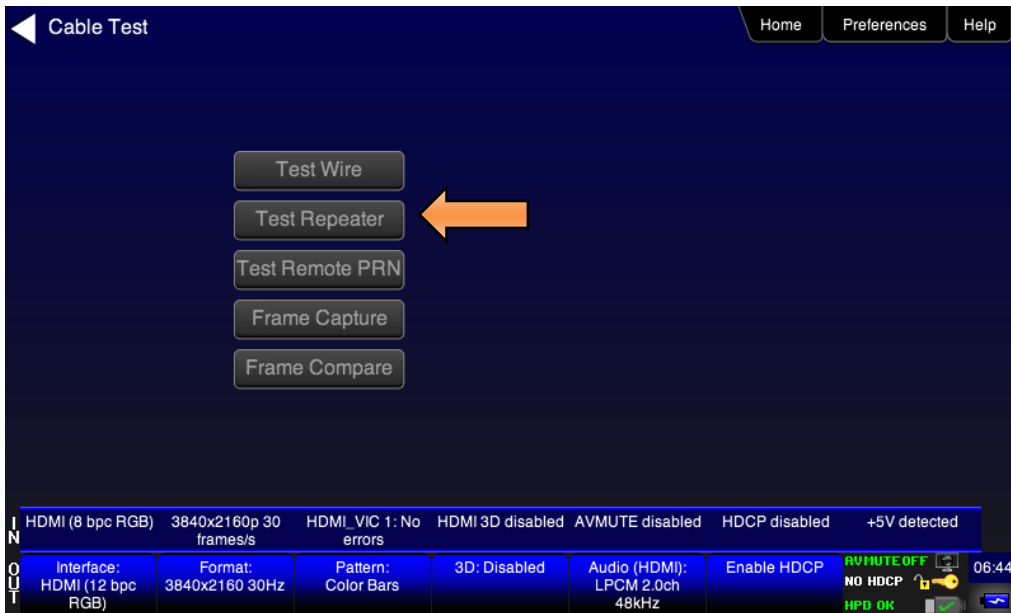 Cable Test
Home
Preferences
Help
Test Wire
Test Repeater
Test Remote PRN
Frame Capture
Frame Compare
IN
HDMI (8 bpc RGB)
3840x2160p 30
frames/s
HDMI_VIC 1: No
errors
HDMI 3D disabled
AVMUTE disabled
HDCP disabled
+5V detected
OUT
Interface:
HDMI (12 bpc
RGB)
Format:
3840x2160 30Hz
Pattern:
Color Bars
3D: Disabled
Audio (HDMI):
LPCM 2.0ch
48kHz
Enable HDCP
AVMUTEOFF
NO HDCP
HPD OK
06:44